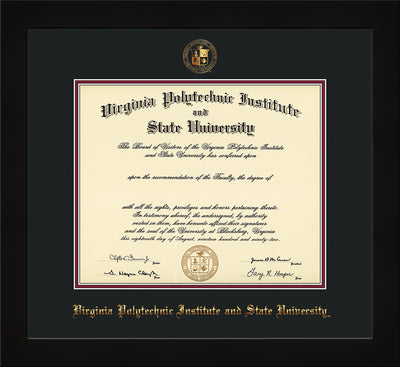 Virginia Polytechnic Institute
and
State University
The Board of Visitors of the Virginia Polytechnic Institute
and State University has conferred upon
upon the recommendation of the Faculty, the degree of
with all the rights, privileges and honors pertaining thereto.
In testimony whereof, the undersigned, by authority
vested in them, have hereunto affixed their signatures
and the seal of the University at Blacksburg, Virginia
this eighteenth day of August, nineteen hundred and ninety-two.
Rector
President
Gary R. Hooper
Virginia Polytechnic Institute and State University